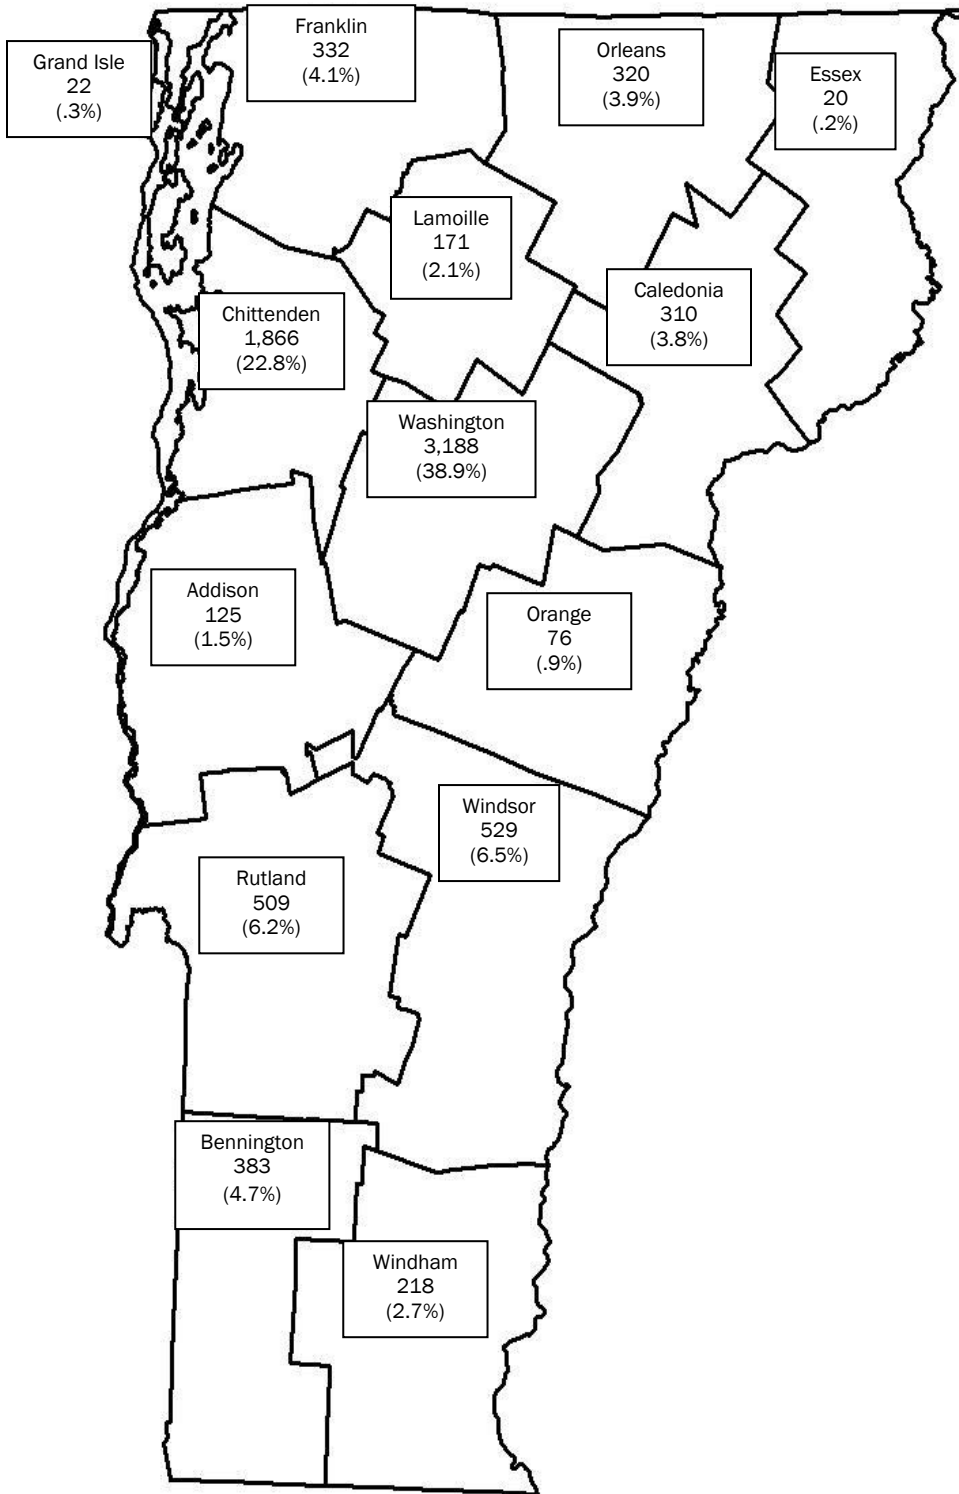 Franklin
332
(4.1%)
Grand Isle
22
(.3%)
Orleans
320
(3.9%)
Essex
20
(.2%)
Lamoille
171
(2.1%)
Caledonia
310
(3.8%)
Chittenden
1,866
(22.8%)
Washington
3,188
(38.9%)
Addison
125
(1.5%)
Orange
76
(.9%)
Windsor
529
(6.5%)
Rutland
509
(6.2%)
Bennington
383
(4.7%)
Windham
218
(2.7%)